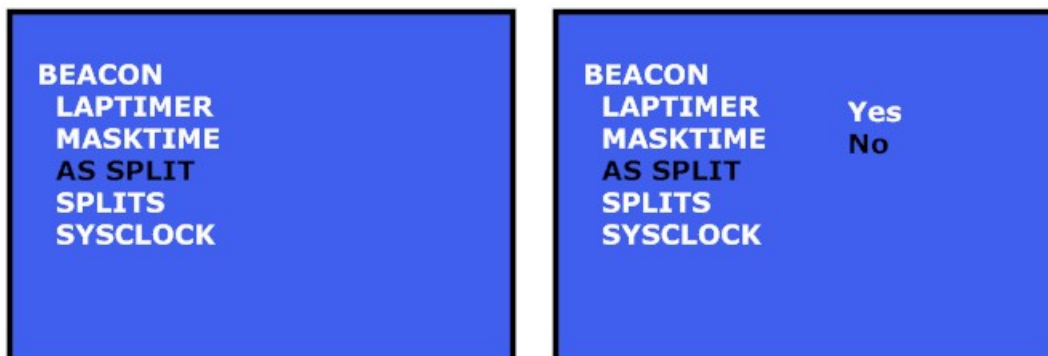 BEACON
LAPTIMER
MASKTIME
AS SPLIT
SPLITS
SYSCLOCK
BEACON
LAPTIMER
MASKTIME
AS SPLIT
SPLITS
SYSCLOCK
Yes
No